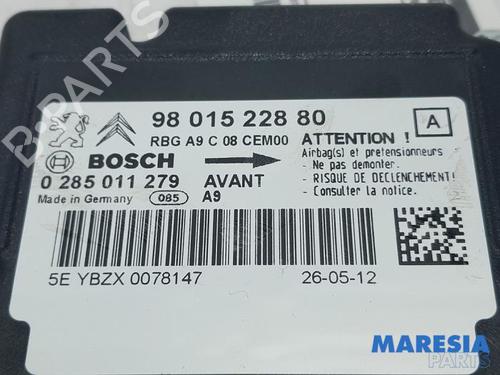 98 015 228 80
A
RBG A9 C 08 CEM00
ATTENTION !
Airbag(s) et pretensionneurs
- Ne pas demonter.
- RISQUE DE DECLENCHEMENT!
- Consulter la notice.
BOSCH
0 285 011 279
AVANT
Made in Germany
085
A9
5E YBZX 0078147
26-05-12
MARESIA
PARTS